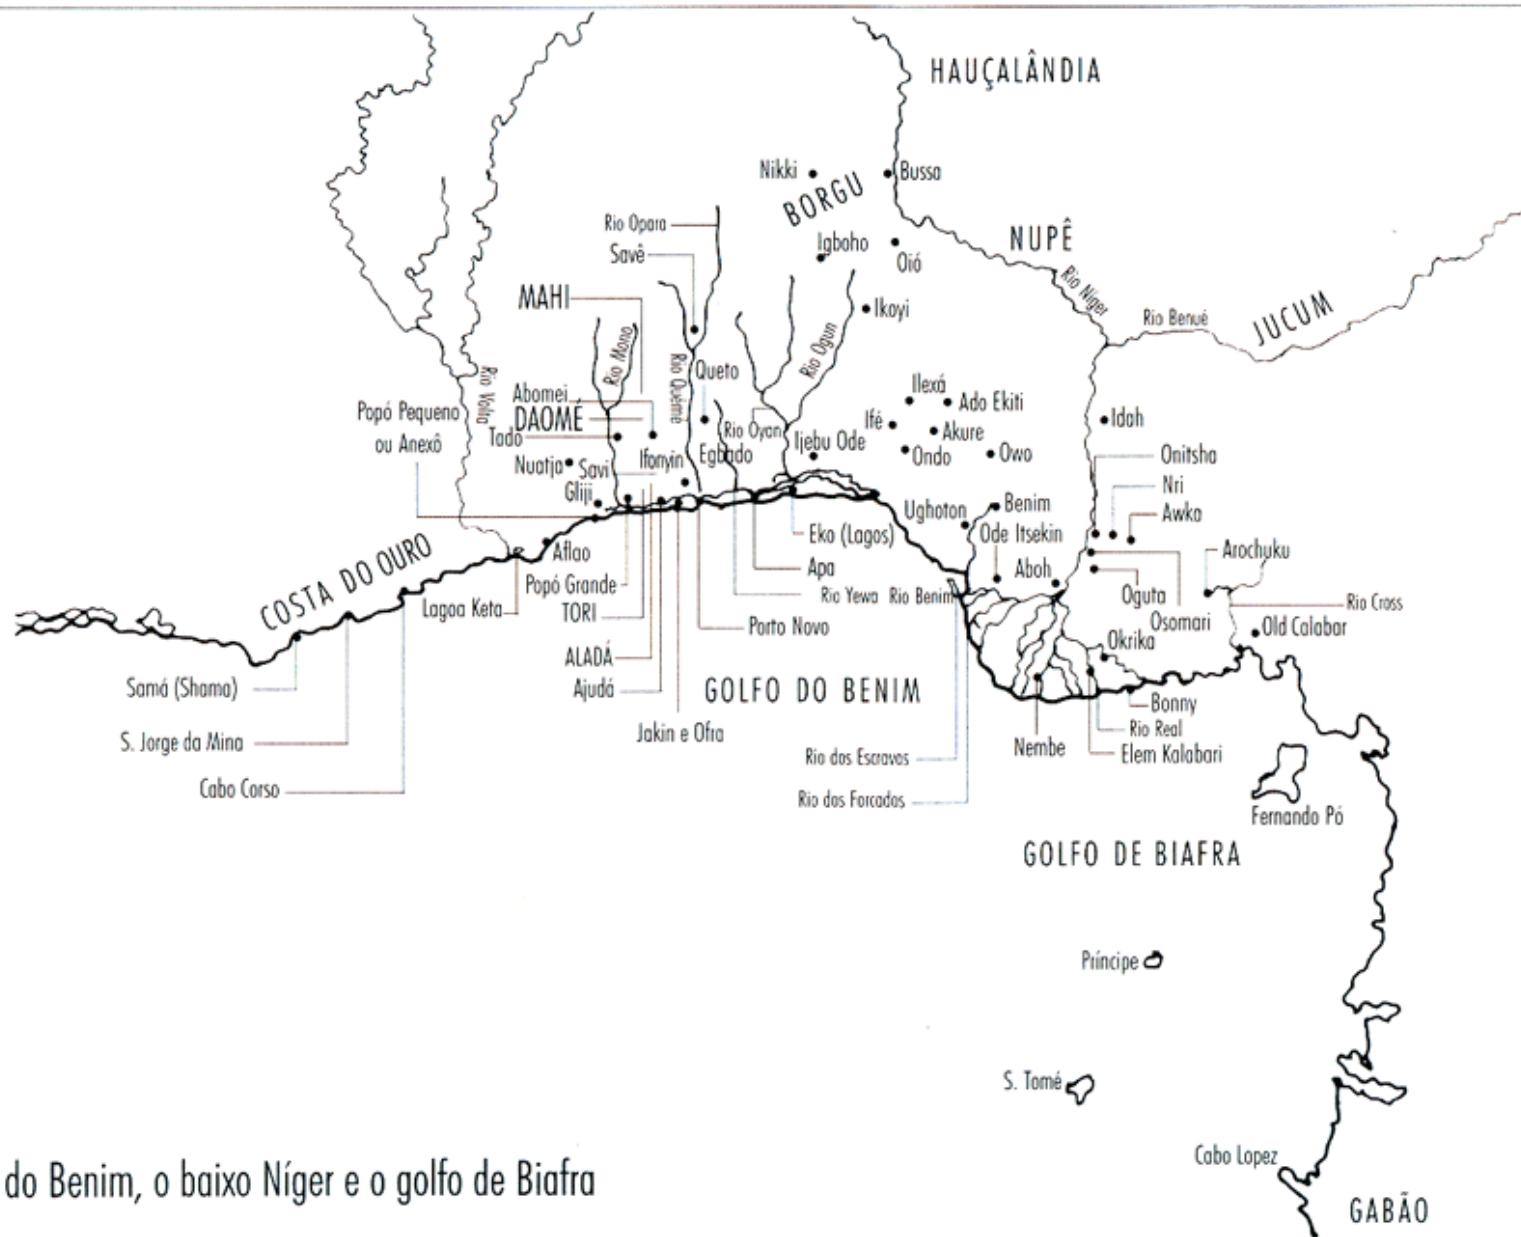 HAUÇALÂNDIA
Nikki
Bussa
BORGU
Rio Opara
Savê
Igboho
Oió
NUPÊ
Rio Níger
MAHI
Ikoyi
Rio Benué
JUCUM
Rio Mono
Rio Ogun
Rio Volta
Rio Quemê
Queto
Abomei
Popó Pequeno
ou Anexô
DAOMÉ
Tado
Ilexá
Ado Ekiti
Ifé
Akure
Idah
Rio Oyan
Ijebu Ode
Ondo
Owo
Onitsha
Nuatja
Savi
Ifonyin
Egbado
Nri
Gliji
Ughoton
Benim
Awka
Eko (Lagos)
Ode Itsekin
COSTA DO OURO
Aflao
Arochuku
Popó Grande
Apa
Aboh
Lagoa Keta
TORI
Rio Yewa
Rio Benim
Oguta
Osomari
Rio Cross
Porto Novo
Old Calabar
Okrika
ALADÁ
Samá (Shama)
Ajudá
GOLFO DO BENIM
Bonny
S. Jorge da Mina
Jakin e Ofra
Rio Real
Nembe
Elem Kalabari
Rio dos Escravos
Cabo Corso
Rio dos Forcados
Fernando Pó
GOLFO DE BIAFRA
Príncipe
S. Tomé
Cabo Lopez
do Benim, o baixo Níger e o golfo de Biafra
GABÃO